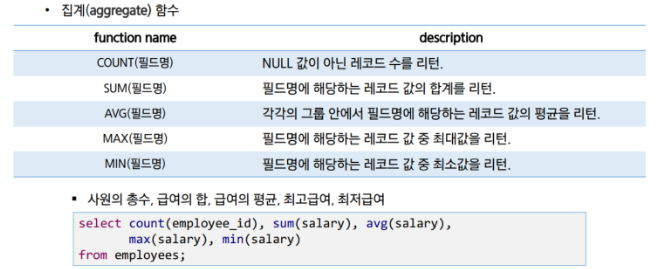 • 집계(aggregate) 함수
function name description
COUNT(필드명) NULL 값이 아닌 레코드 수를 리턴.
SUM(필드명) 필드명에 해당하는 레코드 값의 합계를 리턴.
AVG(필드명) 각각의 그룹 안에서 필드명에 해당하는 레코드 값의 평균을 리턴.
MAX(필드명) 필드명에 해당하는 레코드 값 중 최대값을 리턴.
MIN(필드명) 필드명에 해당하는 레코드 값 중 최소값을 리턴.
▪ 사원의 총수, 급여의 합, 급여의 평균, 최고급여, 최저급여
select count(employee_id), sum(salary), avg(salary),
max(salary), min(salary)
from employees;